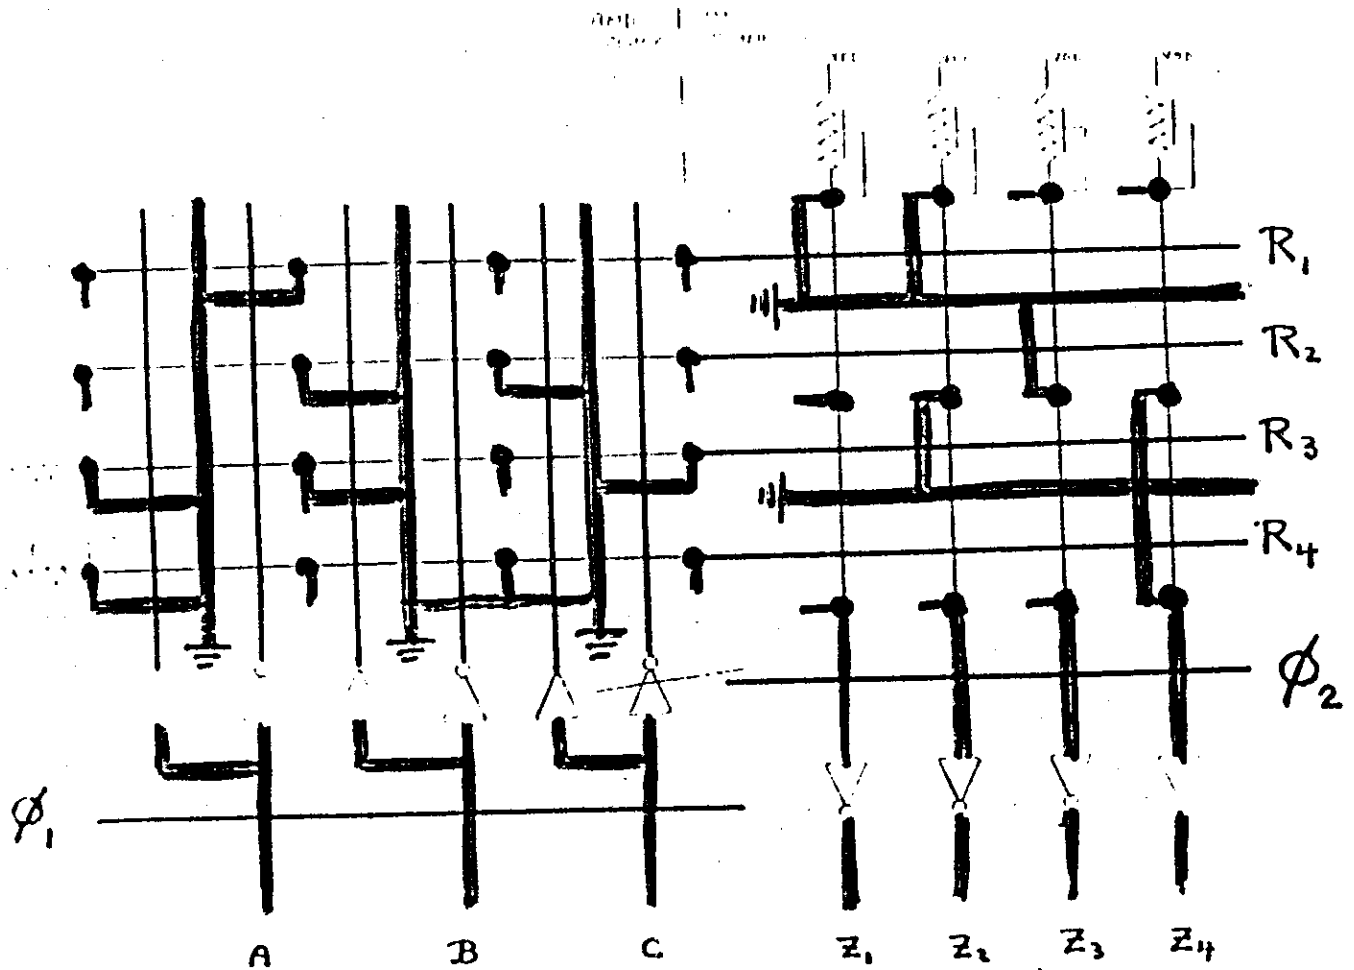 R₁
R₂
R₃
R₄
ϕ₂
ϕ₁
A B C Z₁ Z₂ Z₃ Z₄